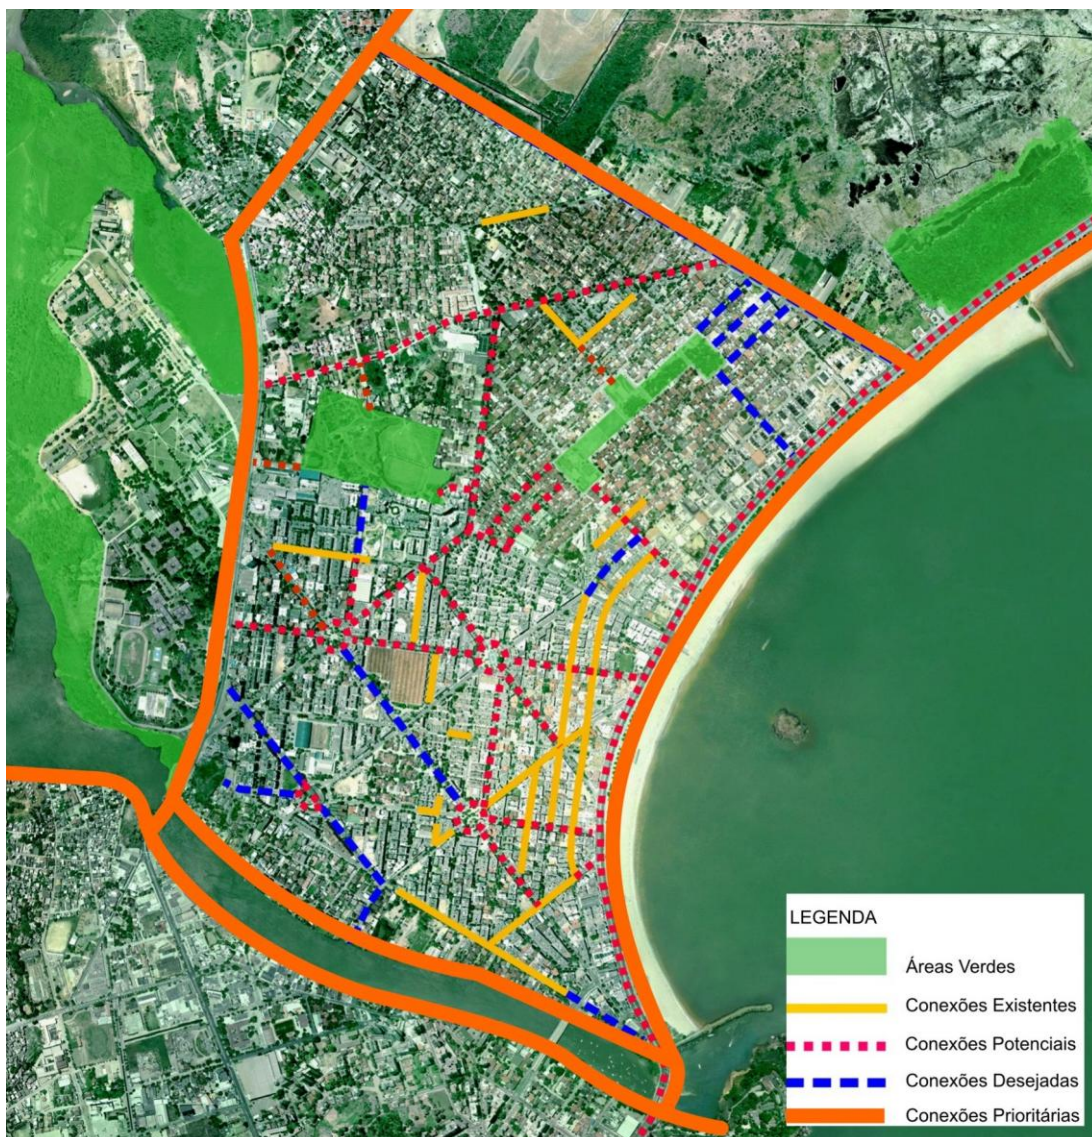 LEGENDA
Áreas Verdes
Conexões Existentes
Conexões Potenciais
Conexões Desejadas
Conexões Prioritárias